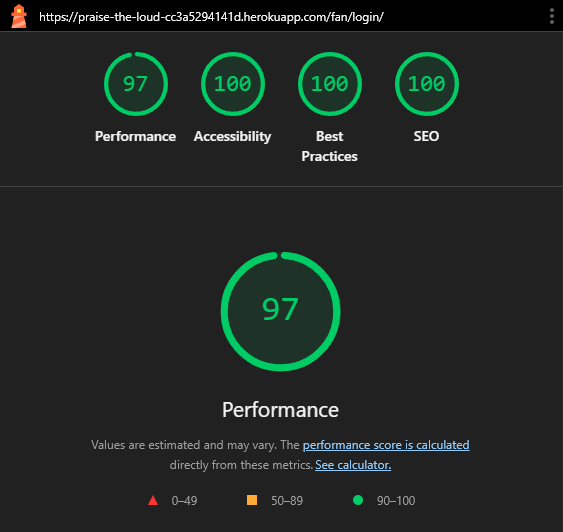 https://praise-the-loud-cc3a5294141d.herokuapp.com/fan/login/
97 100 100 100
Performance Accessibility Best Practices SEO
97
Performance
Values are estimated and may vary. The performance score is calculated
directly from these metrics. See calculator.
0–49 50–89 90–100